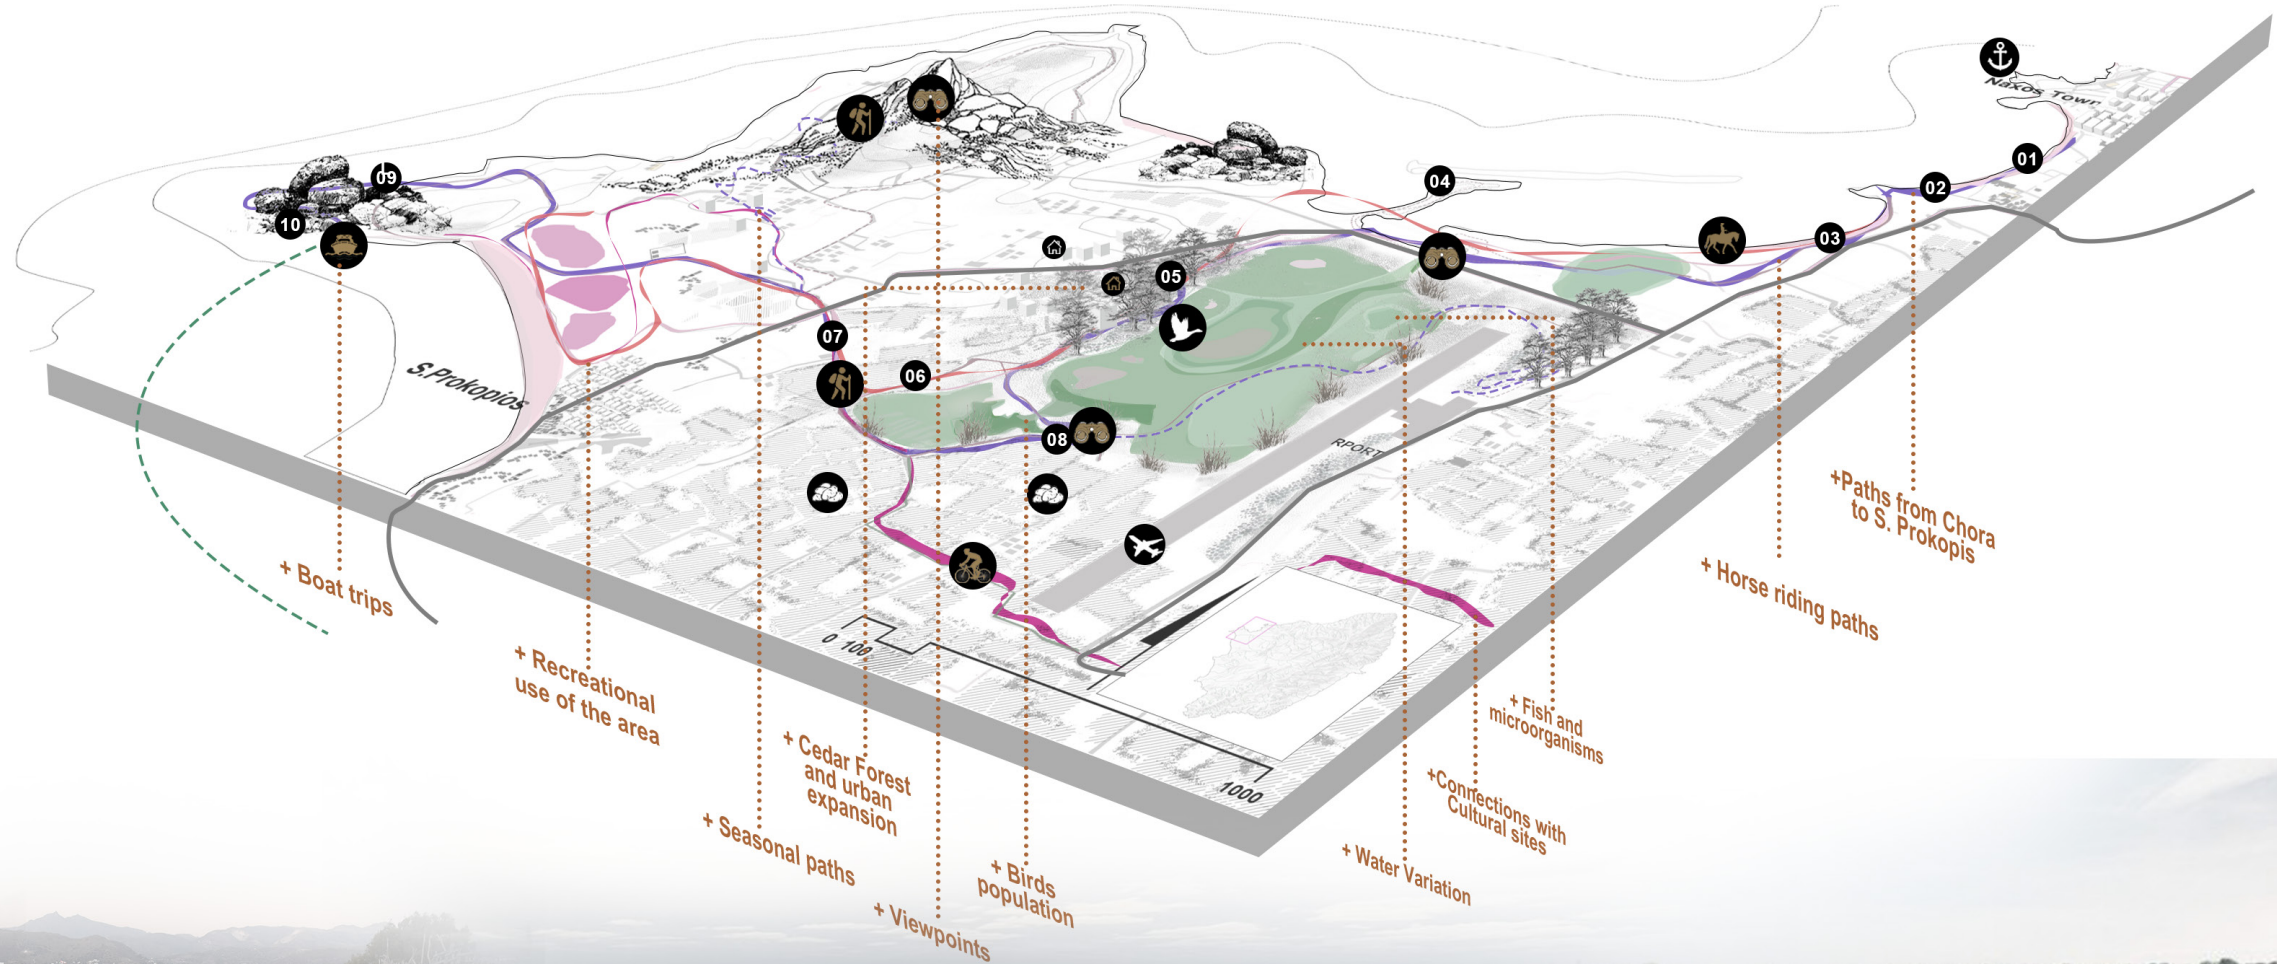 Naxos Town
01
02
03
04
05
06
07
08
09
10
S.Prokopios
RPORT
0 100
1000
+ Boat trips
+ Recreational
use of the area
+ Seasonal paths
+ Cedar Forest
and urban
expansion
+ Viewpoints
+ Birds
population
+ Water Variation
+Connections with
Cultural sites
+ Fish and
microorganisms
+ Horse riding paths
+Paths from Chora
to S. Prokopis